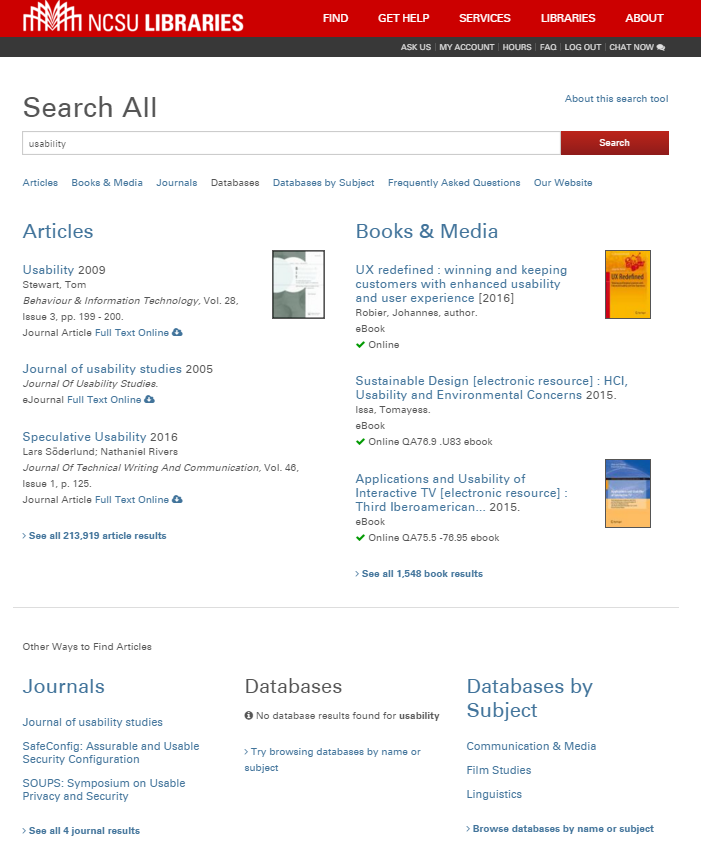 NCSU LIBRARIES
FIND GET HELP SERVICES LIBRARIES ABOUT
ASK US | MY ACCOUNT | HOURS | FAQ | LOG OUT | CHAT NOW
Search All
About this search tool
usability
Search
Articles Books & Media Journals Databases Databases by Subject Frequently Asked Questions Our Website
Articles
Usability 2009
Stewart, Tom
Behaviour & Information Technology, Vol. 28,
Issue 3, pp. 199 - 200.
Journal Article Full Text Online
Journal of usability studies 2005
Journal Of Usability Studies.
eJournal Full Text Online
Speculative Usability 2016
Lars Söderlund; Nathaniel Rivers
Journal Of Technical Writing And Communication, Vol. 46,
Issue 1, p. 125.
Journal Article Full Text Online
› See all 213,919 article results
Books & Media
UX redefined : winning and keeping
customers with enhanced usability
and user experience [2016]
Robier, Johannes, author.
eBook
Online
UX Redefined
Sustainable Design [electronic resource] : HCI,
Usability and Environmental Concerns 2015.
Issa, Tomayess.
eBook
Online QA76.9 .U83 ebook
Applications and Usability of
Interactive TV [electronic resource] :
Third Iberoamerican... 2015.
eBook
Online QA75.5 -76.95 ebook
› See all 1,548 book results
Other Ways to Find Articles
Journals
Journal of usability studies
SafeConfig: Assurable and Usable
Security Configuration
SOUPS: Symposium on Usable
Privacy and Security
› See all 4 journal results
Databases
No database results found for usability
› Try browsing databases by name or
subject
Databases by
Subject
Communication & Media
Film Studies
Linguistics
› Browse databases by name or subject